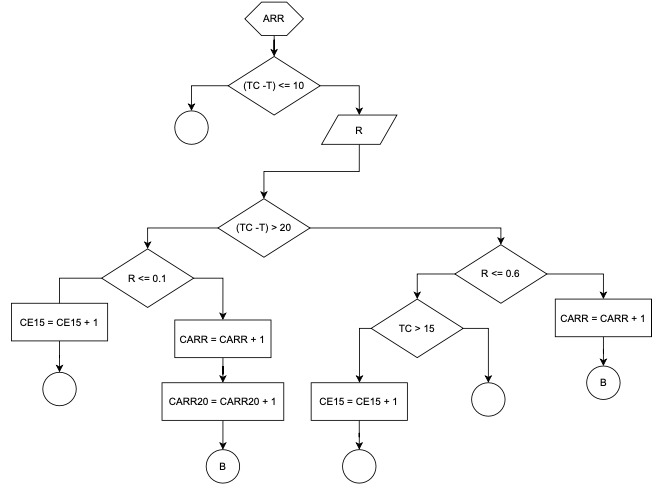 ARR
(TC -T) <= 10
R
(TC -T) > 20
R <= 0.1
R <= 0.6
CE15 = CE15 + 1
CARR = CARR + 1
TC > 15
CARR = CARR + 1
CARR20 = CARR20 + 1
CE15 = CE15 + 1
B
B